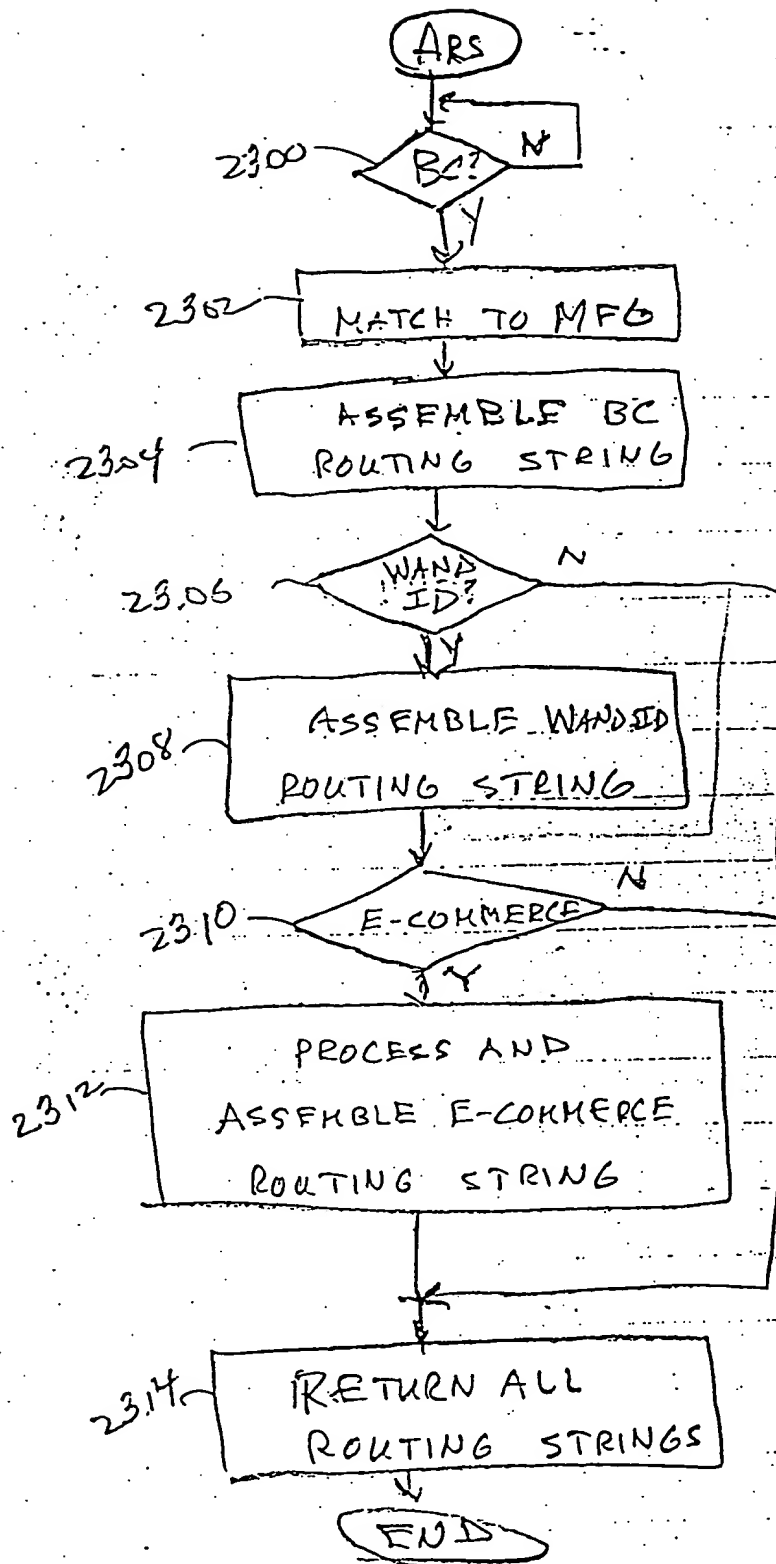 ARS
2300
BC?
N
Y
2302
MATCH TO MFG
2304
ASSEMBLE BC
ROUTING STRING
2306
WAND
ID?
N
Y
2308
ASSEMBLE WAND ID
ROUTING STRING
2310
E-COMMERCE
N
Y
2312
PROCESS AND
ASSEMBLE E-COMMERCE
ROUTING STRING
2314
RETURN ALL
ROUTING STRINGS
END